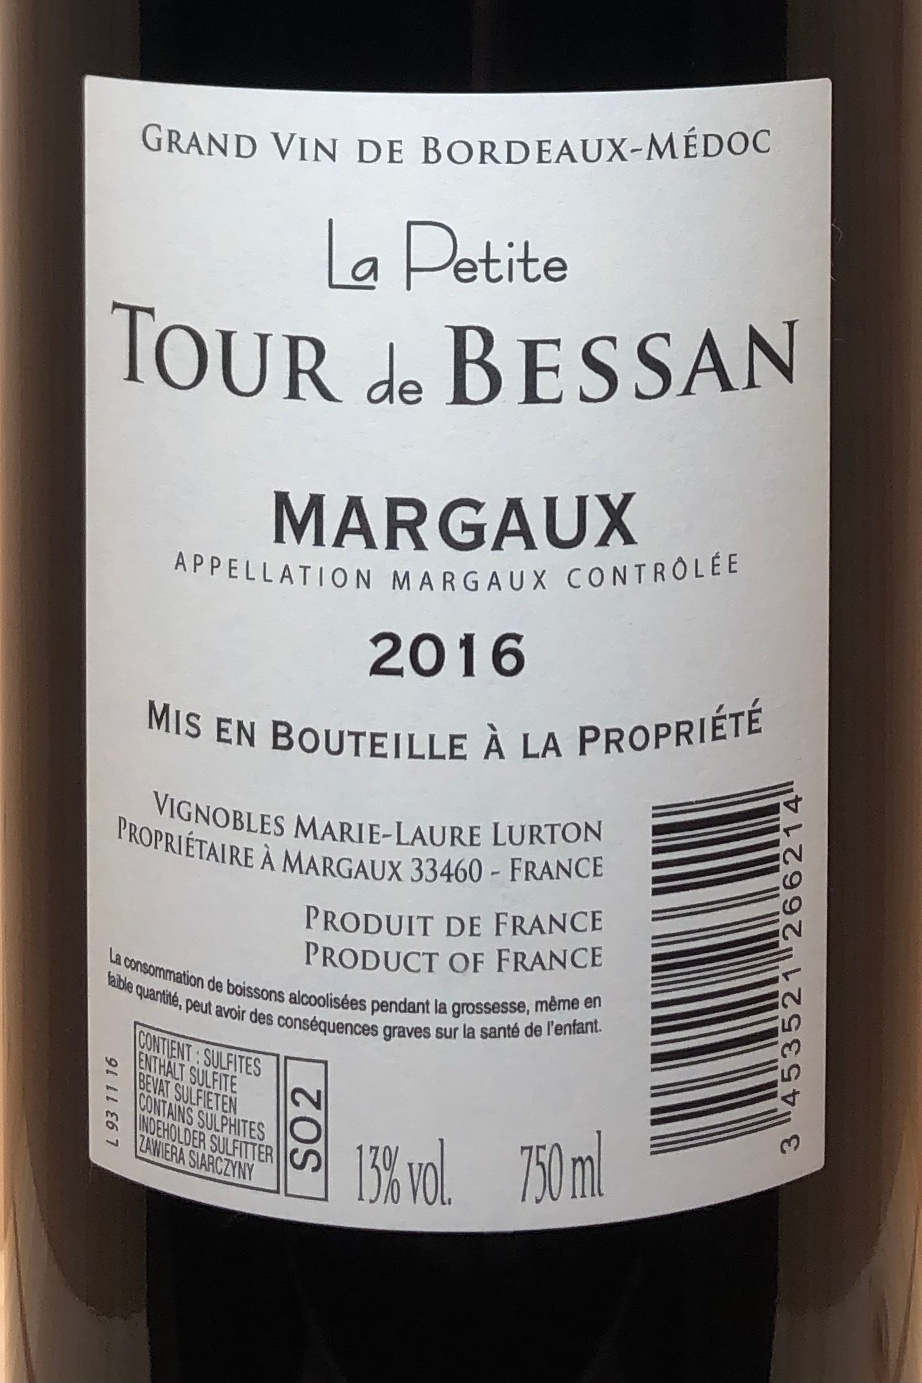 GRAND VIN DE BORDEAUX-MÉDOC
La Petite
TOUR de BESSAN
MARGAUX
APPELLATION MARGAUX CONTRÔLÉE
2016
MIS EN BOUTEILLE À LA PROPRIÉTÉ
VIGNOBLES MARIE-LAURE LURTON
PROPRIÉTAIRE À MARGAUX 33460 - FRANCE
PRODUIT DE FRANCE
PRODUCT OF FRANCE
La consommation de boissons alcoolisées pendant la grossesse, même en
faible quantité, peut avoir des conséquences graves sur la santé de l'enfant.
L 93 11 16
CONTIENT : SULFITES
ENTHÄLT SULFITE
BEVAT SULFIETEN
CONTAINS SULPHITES
INDEHOLDER SULFITTER
ZAWIERA SIARCZYNY
SO2
13% vol.
750 ml
3 453521 266214